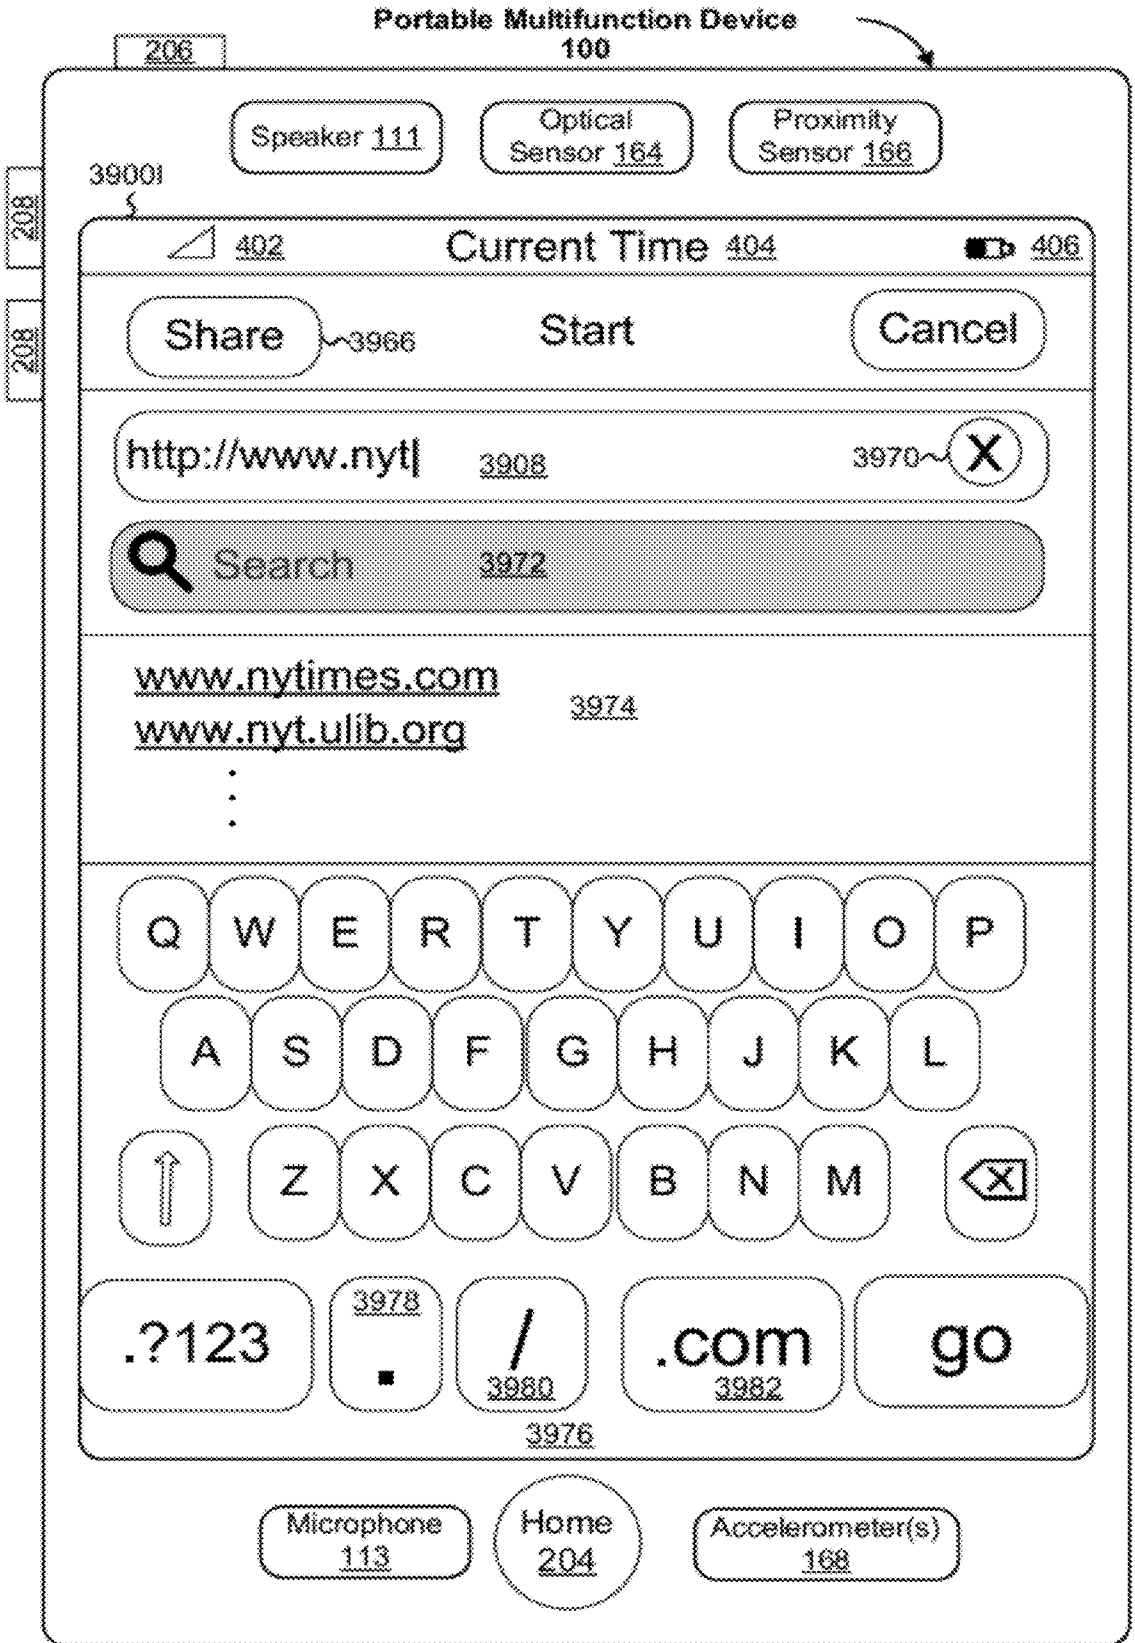 Portable Multifunction Device
100
206
Speaker 111
Optical
Sensor 164
Proximity
Sensor 166
3900I
208
208
402
Current Time 404
406
Share
3966
Start
Cancel
http://www.nyt
3908
3970
X
Search
3972
www.nytimes.com
www.nyt.ulib.org
3974
Q W E R T Y U I O P
A S D F G H J K L
Z X C V B N M
.?123
3978
.
/
3980
.com
3982
go
3976
Microphone
113
Home
204
Accelerometer(s)
168